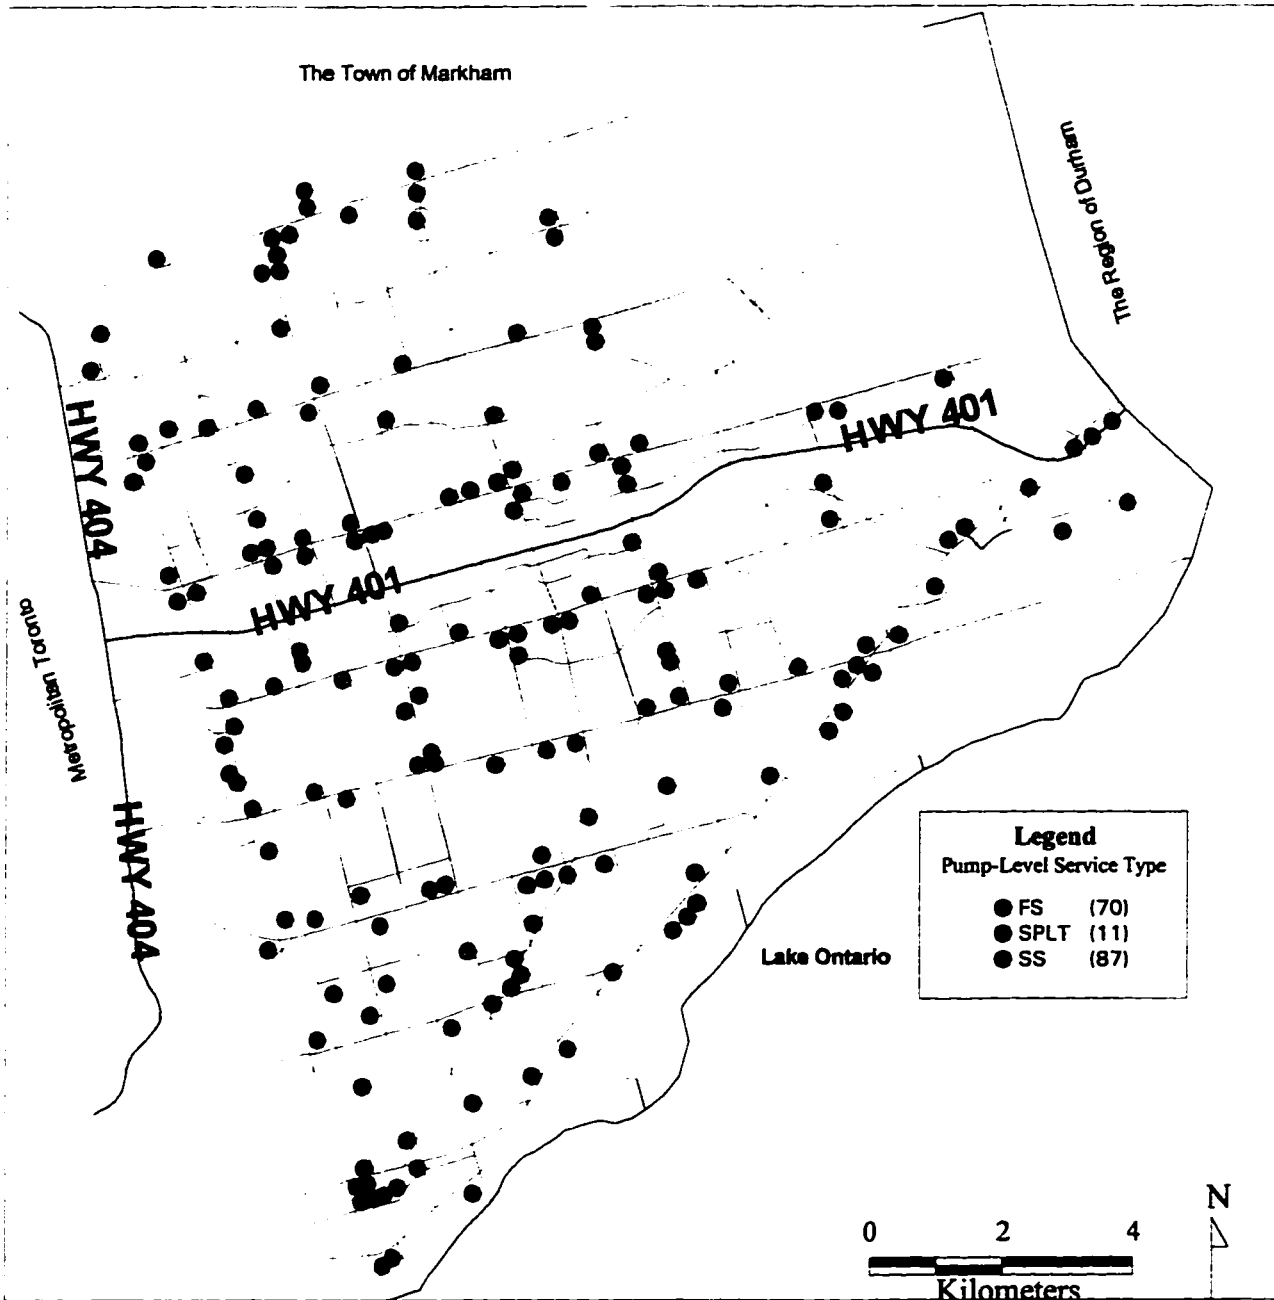 The Town of Markham
The Region of Durham
HWY 401
HWY 404
HWY 401
Metropolitan Toronto
HWY 404
Legend
Pump-Level Service Type
FS (70)
SPLT (11)
SS (87)
Lake Ontario
N
0 2 4
Kilometers